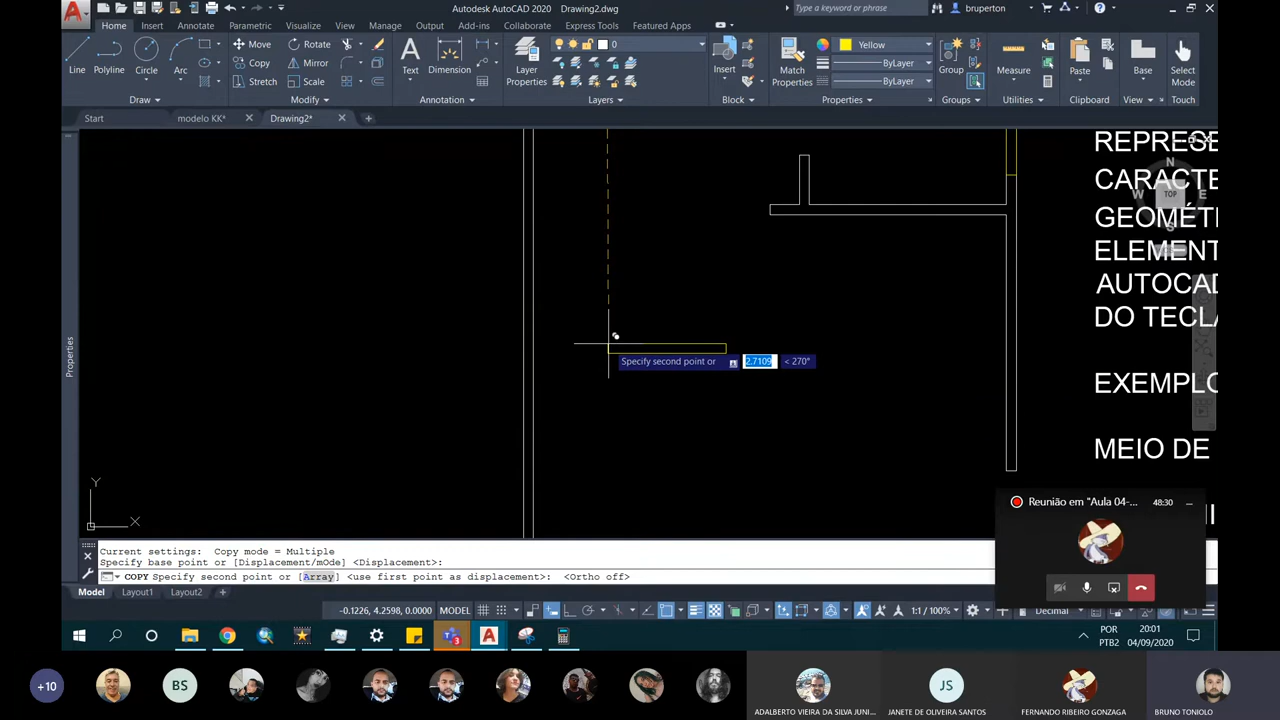 Autodesk AutoCAD 2020 Drawing2.dwg
Type a keyword or phrase
bruperton
Home Insert Annotate Parametric Visualize View Manage Output Add-ins Collaborate Express Tools Featured Apps
Line Polyline Circle Arc
Move Rotate
Copy Mirror
Stretch Scale
Text Dimension
Layer Properties
0
Insert
Match Properties
Yellow
ByLayer
ByLayer
Group
Measure
Paste
Base
Select Mode
Draw Modify Annotation Layers Block Properties Groups Utilities Clipboard View Touch
Start modelo KK* Drawing2*
REPRESE
CARACTE
GEOMÉTI
ELEMENT
AUTOCAD
DO TECLA
EXEMPLO
MEIO DE
N
W TOP E
S
Properties
Specify second point or 2.7109 < 270°
Y
X
Reunião em "Aula 04-... 48:30
Current settings: Copy mode = Multiple
Specify base point or [Displacement/mOde] <Displacement>:
COPY Specify second point or [Array] <use first point as displacement>: <Ortho off>
Model Layout1 Layout2
-0.1226, 4.2598, 0.0000 MODEL 1:1 / 100% Decimal
POR
PTB2
20:01
04/09/2020
+10
BS
JS
ADALBERTO VIEIRA DA SILVA JUNI...
JANETE DE OLIVEIRA SANTOS
FERNANDO RIBEIRO GONZAGA
BRUNO TONIOLO